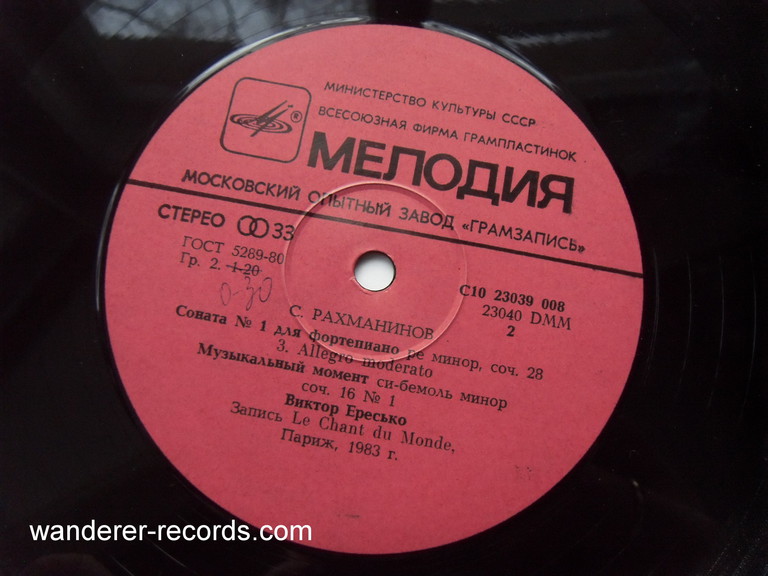 МИНИСТЕРСТВО КУЛЬТУРЫ СССР
ВСЕСОЮЗНАЯ ФИРМА ГРАМПЛАСТИНОК
®
МЕЛОДИЯ
МОСКОВСКИЙ ОПЫТНЫЙ ЗАВОД «ГРАМЗАПИСЬ»
СТЕРЕО 33
ГОСТ 5289-80
Гр. 2. 1-20
0-30
С10 23039 008
23040 DMM
2
С. РАХМАНИНОВ
Соната № 1 для фортепиано ре минор, соч. 28
3. Allegro moderato
Музыкальный момент си-бемоль минор
соч. 16 № 1
Виктор Ересько
Запись Le Chant du Monde,
Париж, 1983 г.
wanderer-records.com